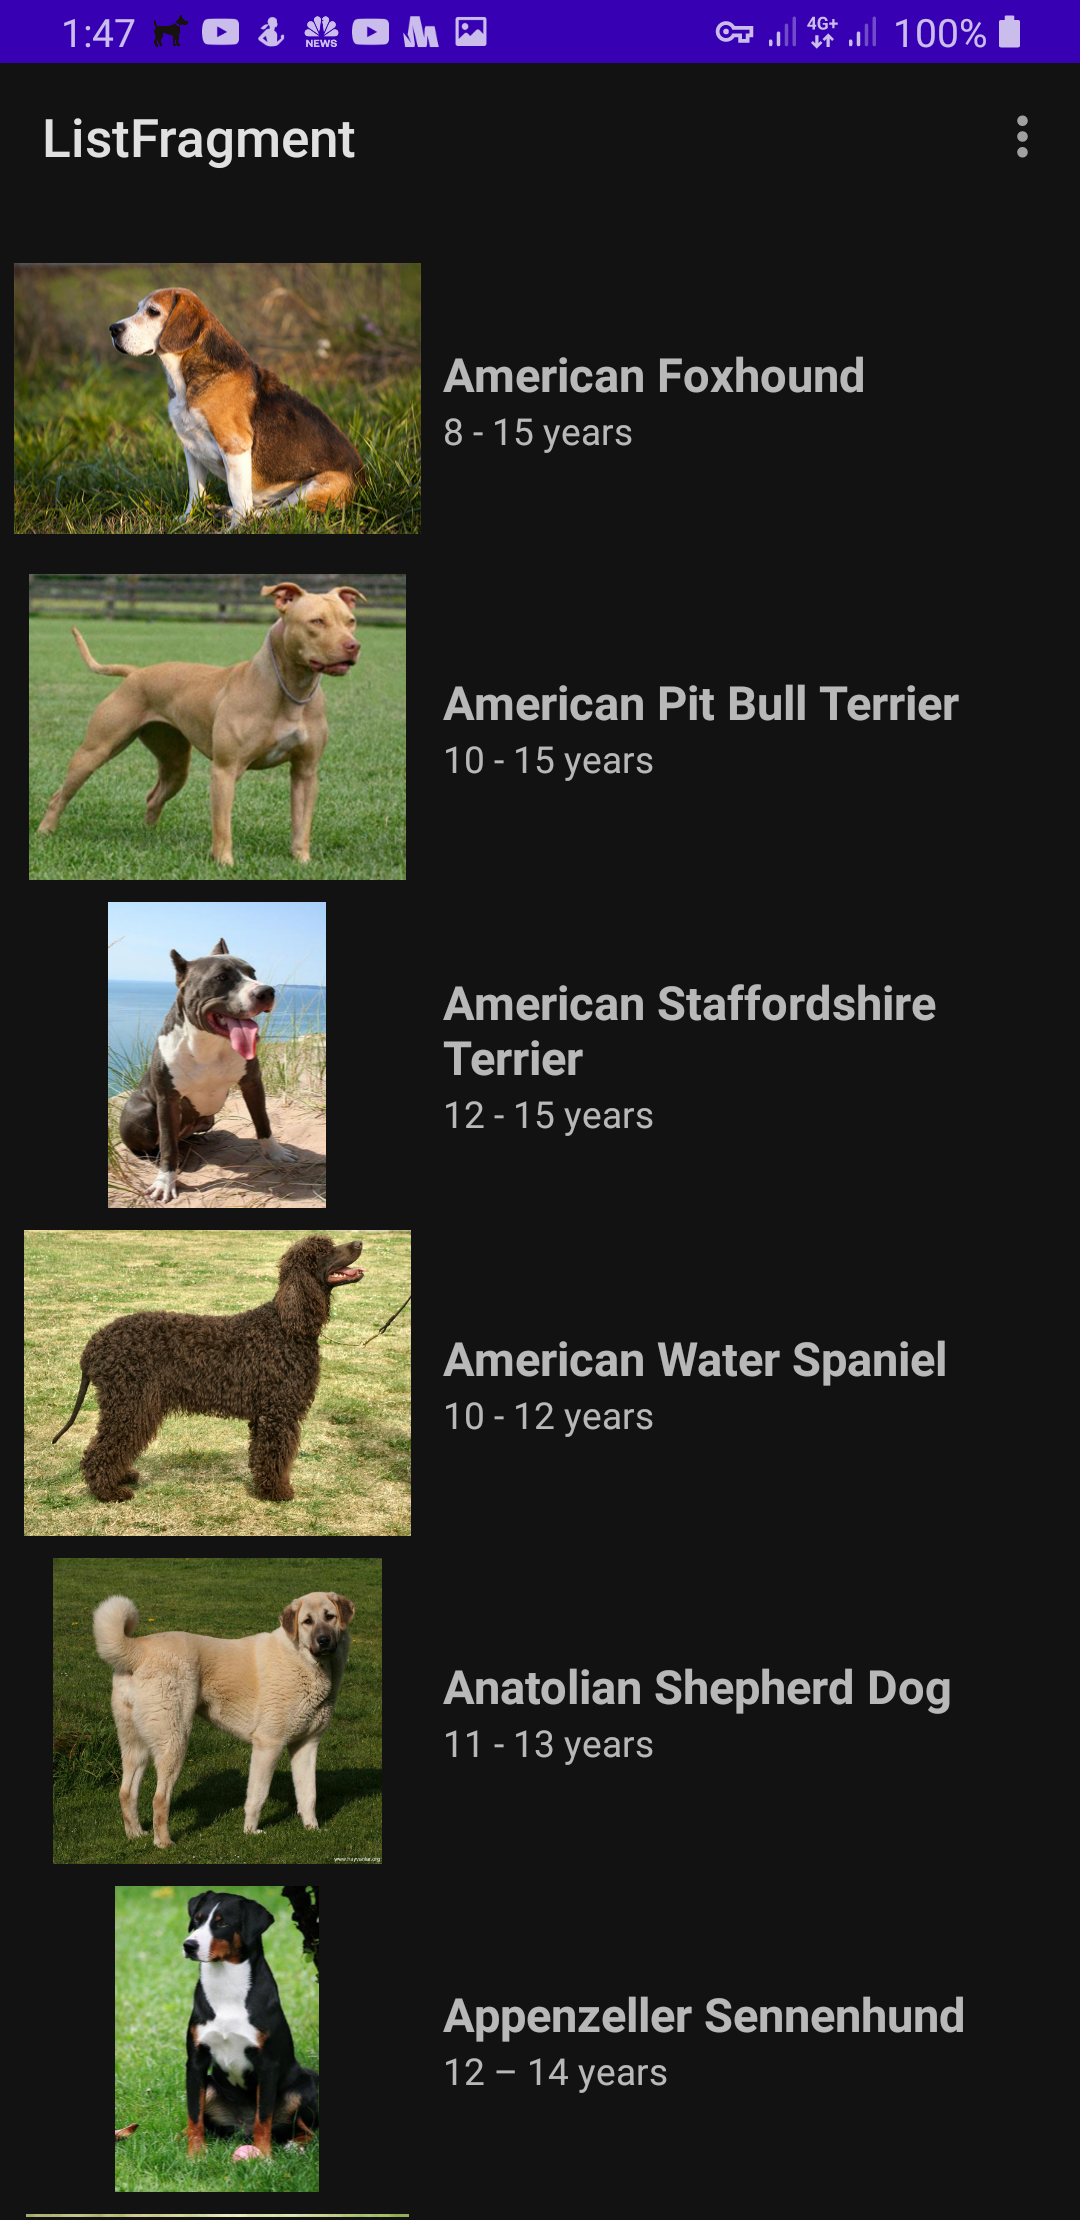 1:47
NEWS
4G+
100%
ListFragment
American Foxhound
8 - 15 years
American Pit Bull Terrier
10 - 15 years
American Staffordshire
Terrier
12 - 15 years
American Water Spaniel
10 - 12 years
Anatolian Shepherd Dog
11 - 13 years
Appenzeller Sennenhund
12 – 14 years